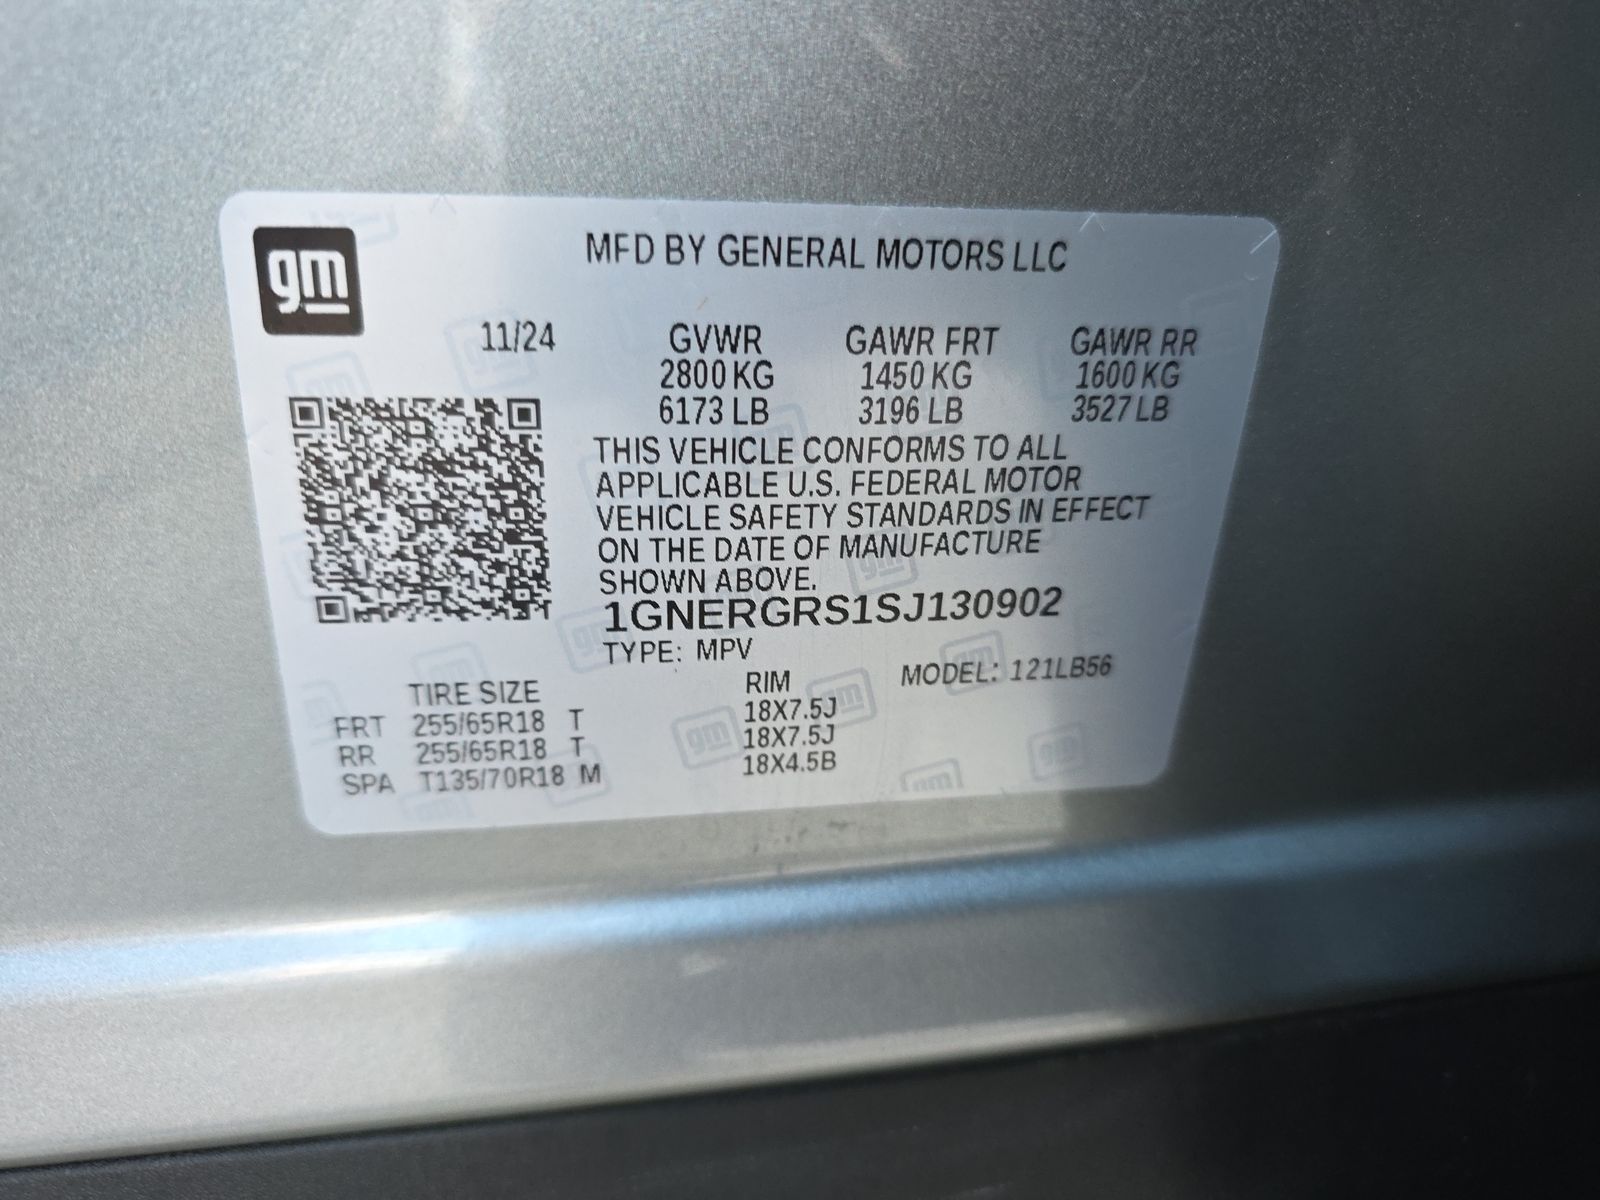 gm
MFD BY GENERAL MOTORS LLC
11/24 GVWR GAWR FRT GAWR RR
2800 KG 1450 KG 1600 KG
6173 LB 3196 LB 3527 LB
THIS VEHICLE CONFORMS TO ALL
APPLICABLE U.S. FEDERAL MOTOR
VEHICLE SAFETY STANDARDS IN EFFECT
ON THE DATE OF MANUFACTURE
SHOWN ABOVE.
1GNERGRS1SJ130902
TYPE: MPV
MODEL: 121LB56
TIRE SIZE RIM
FRT 255/65R18 T 18X7.5J
RR 255/65R18 T 18X7.5J
SPA T135/70R18 M 18X4.5B